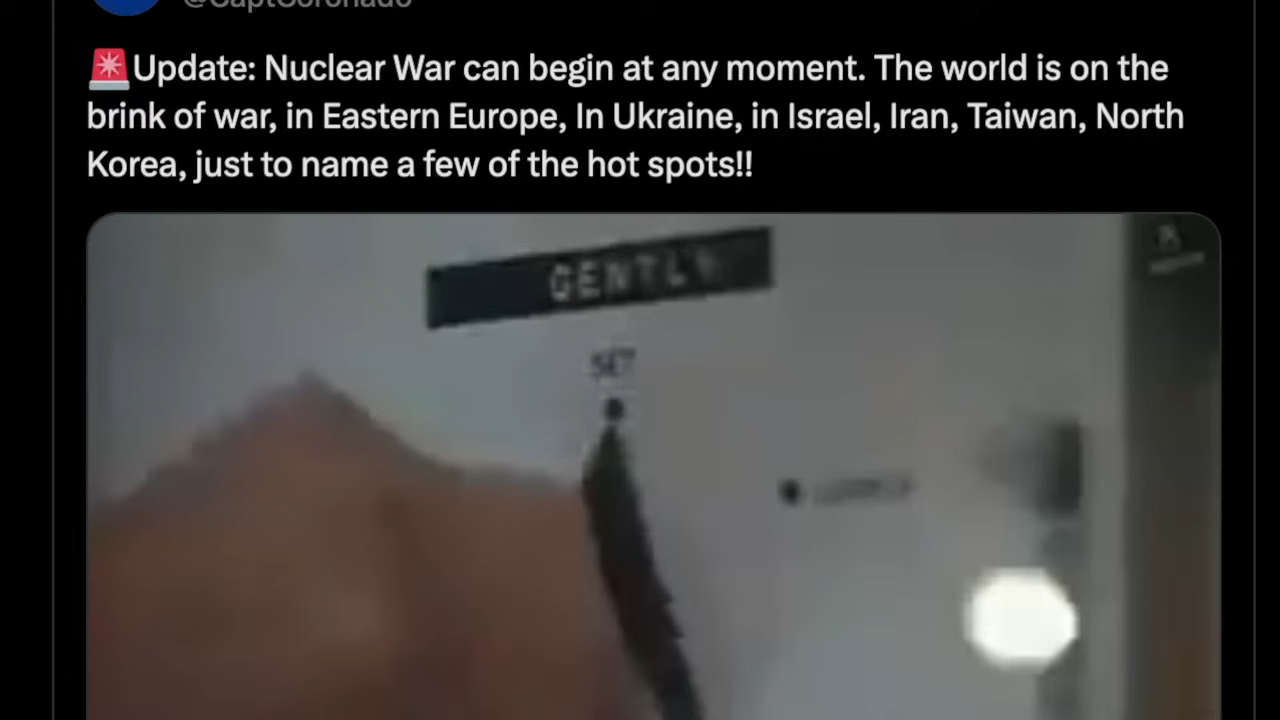 @CaptCoronado
🚨Update: Nuclear War can begin at any moment. The world is on the
brink of war, in Eastern Europe, In Ukraine, in Israel, Iran, Taiwan, North
Korea, just to name a few of the hot spots!!
GENTLY
SET